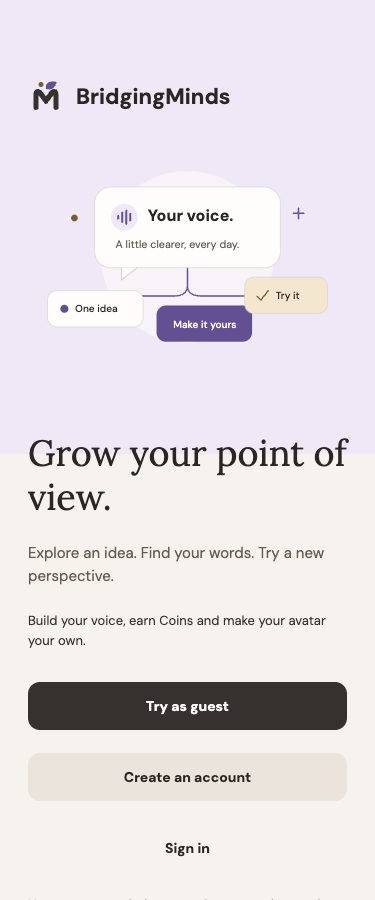 BridgingMinds
Your voice.
A little clearer, every day.
One idea
Make it yours
Try it
Grow your point of
view.
Explore an idea. Find your words. Try a new
perspective.
Build your voice, earn Coins and make your avatar
your own.
Try as guest
Create an account
Sign in